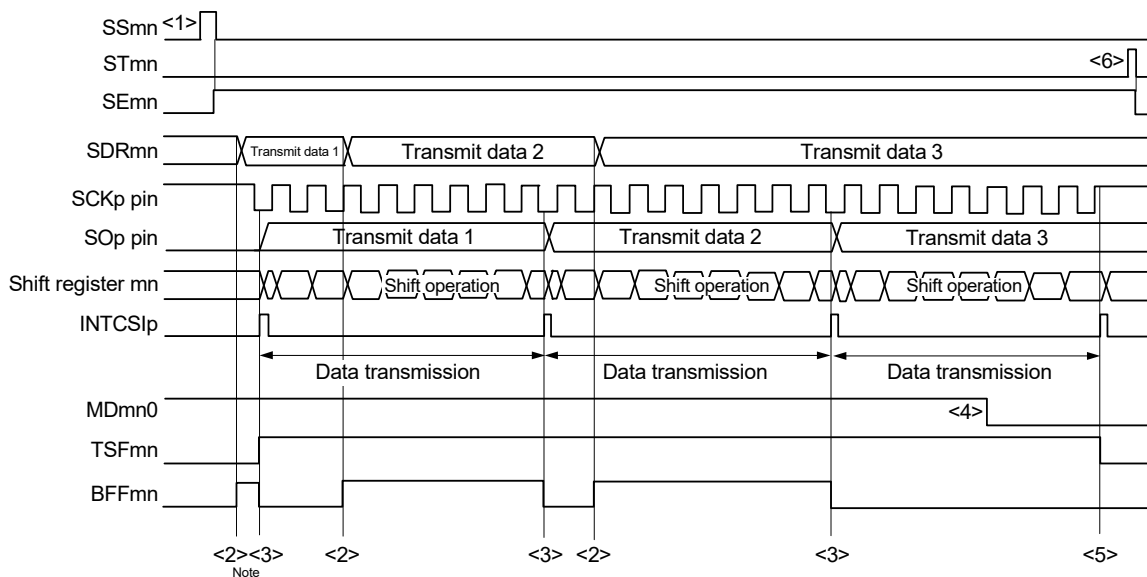 SSmn <1>
STmn <6>
SEmn
SDRmn Transmit data 1 Transmit data 2 Transmit data 3
SCKp pin
SOp pin Transmit data 1 Transmit data 2 Transmit data 3
Shift register mn Shift operation Shift operation Shift operation
INTCSIp
Data transmission Data transmission Data transmission
MDmn0 <4>
TSFmn
BFFmn
<2> <3> <2> <3> <2> <3> <5>
Note